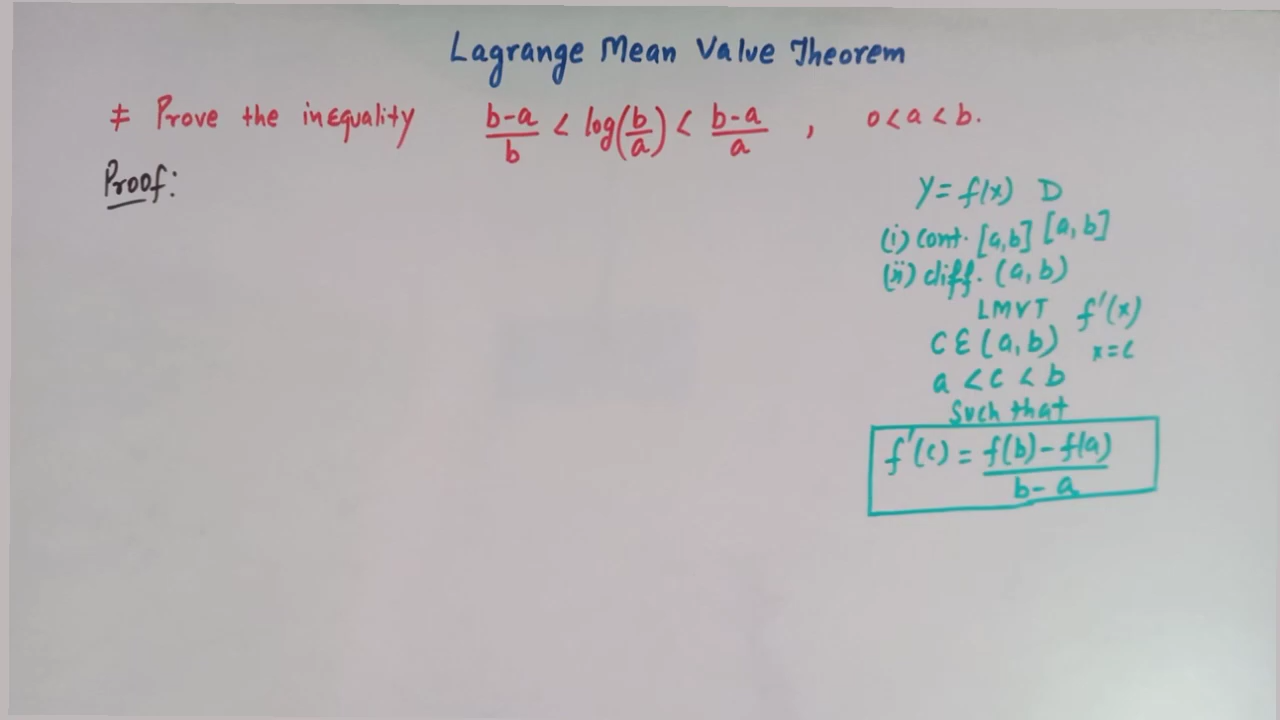 Lagrange Mean Value Theorem
≠ Prove the inequality (b-a)/b < log(b/a) < (b-a)/a , 0<a<b.
Proof:
y = f(x) D
(i) Cont. [a,b] [a,b]
(ii) diff. (a,b)
LMVT f'(x)
C ε (a,b) x=c
a < c < b
Such that
f'(c) = (f(b)-f(a))/(b-a)